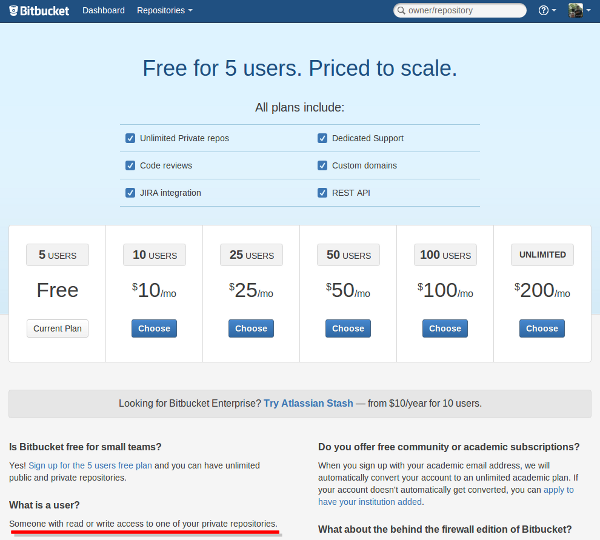 Bitbucket Dashboard Repositories owner/repository
Free for 5 users. Priced to scale.
All plans include:
Unlimited Private repos Dedicated Support
Code reviews Custom domains
JIRA integration REST API
5 USERS 10 USERS 25 USERS 50 USERS 100 USERS UNLIMITED
Free $10/mo $25/mo $50/mo $100/mo $200/mo
Current Plan Choose Choose Choose Choose Choose
Looking for Bitbucket Enterprise? Try Atlassian Stash — from $10/year for 10 users.
Is Bitbucket free for small teams?
Yes! Sign up for the 5 users free plan and you can have unlimited
public and private repositories.
What is a user?
Someone with read or write access to one of your private repositories.
Do you offer free community or academic subscriptions?
When you sign up with your academic email address, we will
automatically convert your account to an unlimited academic plan. If
your account doesn't automatically get converted, you can apply to
have your institution added.
What about the behind the firewall edition of Bitbucket?